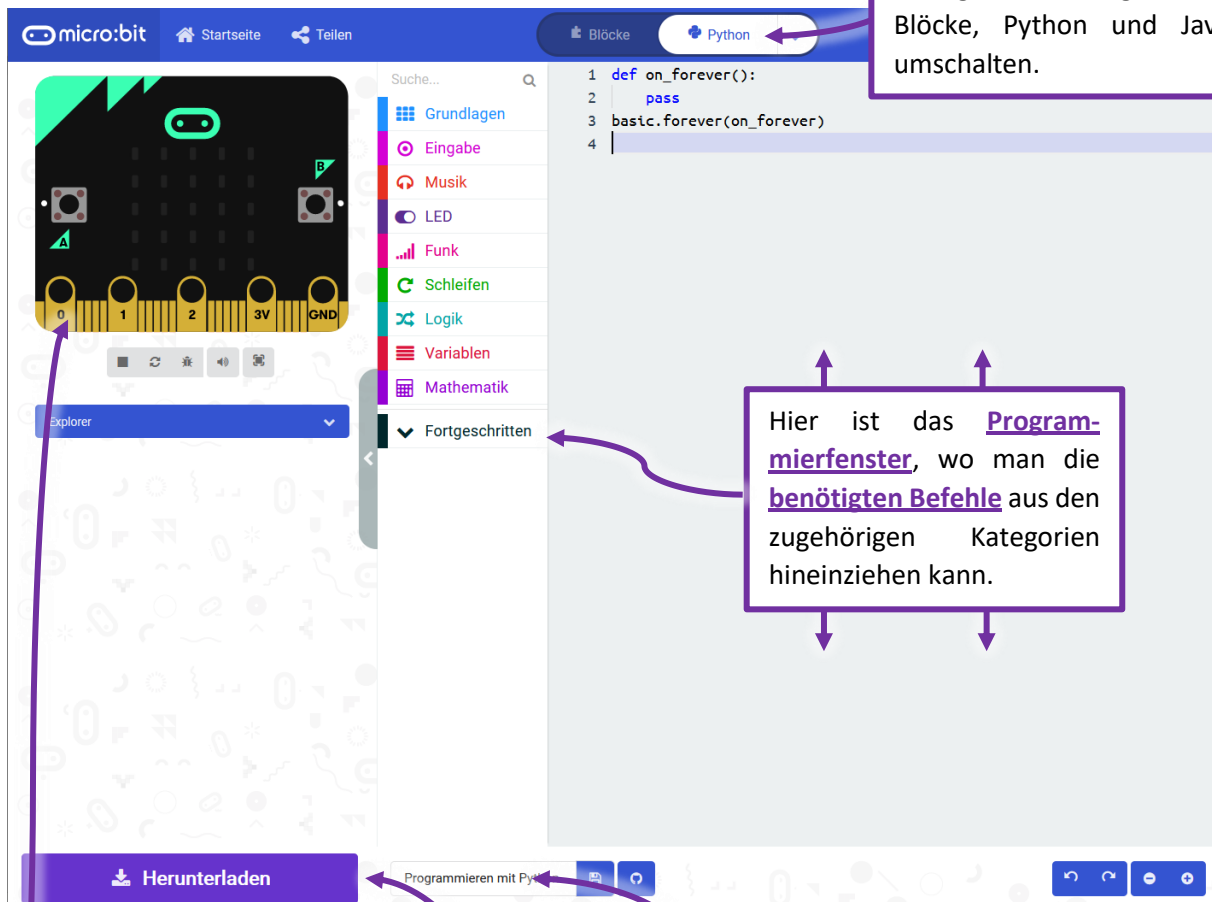 micro:bit Startseite Teilen Blöcke Python
Blöcke, Python und Jav
umschalten.
Suche...
Grundlagen
Eingabe
Musik
LED
Funk
Schleifen
Logik
Variablen
Mathematik
Fortgeschritten
1 def on_forever():
2 pass
3 basic.forever(on_forever)
4
B
A
0 1 2 3V GND
Explorer
Hier ist das Program-
mierfenster, wo man die
benötigten Befehle aus den
zugehörigen Kategorien
hineinziehen kann.
Herunterladen
Programmieren mit Python